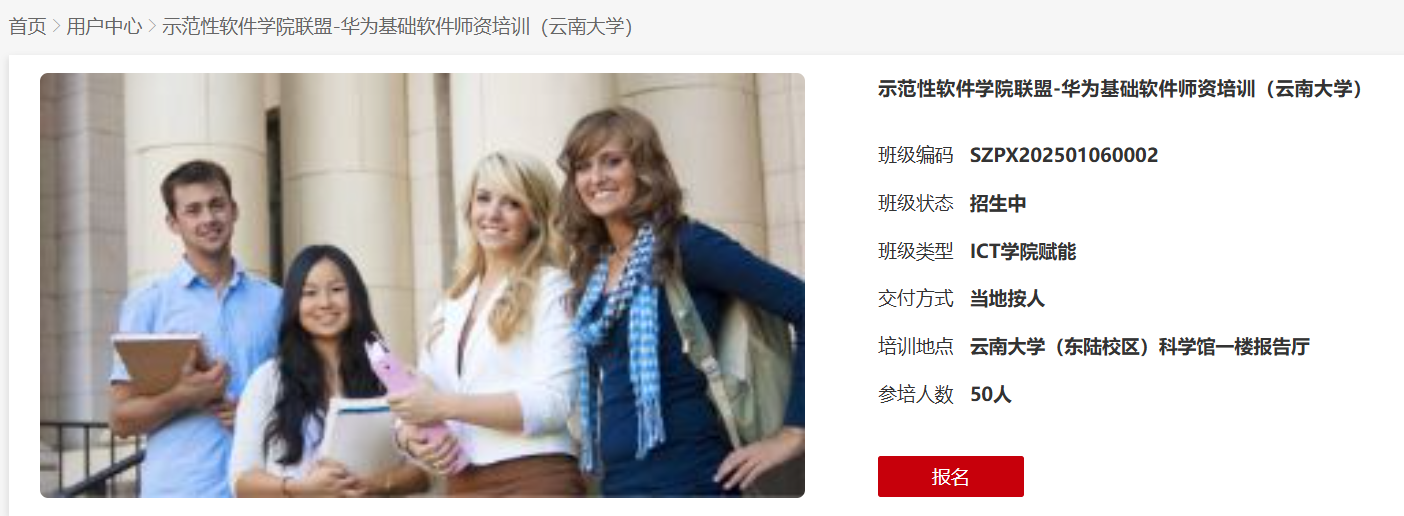 首页 > 用户中心 > 示范性软件学院联盟-华为基础软件师资培训（云南大学）
示范性软件学院联盟-华为基础软件师资培训（云南大学）
班级编码 SZPX202501060002
班级状态 招生中
班级类型 ICT学院赋能
交付方式 当地按人
培训地点 云南大学（东陆校区）科学馆一楼报告厅
参培人数 50人
报名